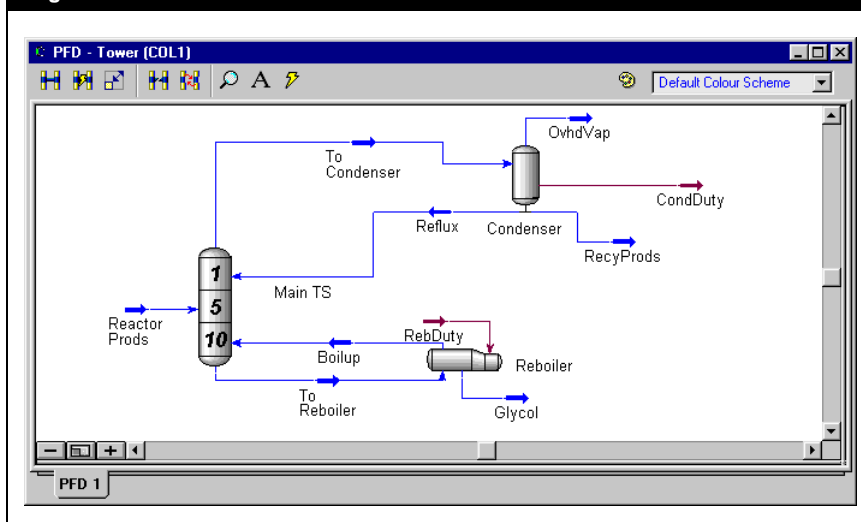 PFD - Tower (COL1)
A
Default Colour Scheme
OvhdVap
To
Condenser
CondDuty
Reflux
Condenser
RecyProds
1
Main TS
5
Reactor
Prods
RebDuty
10
Boilup
Reboiler
To
Reboiler
Glycol
PFD 1